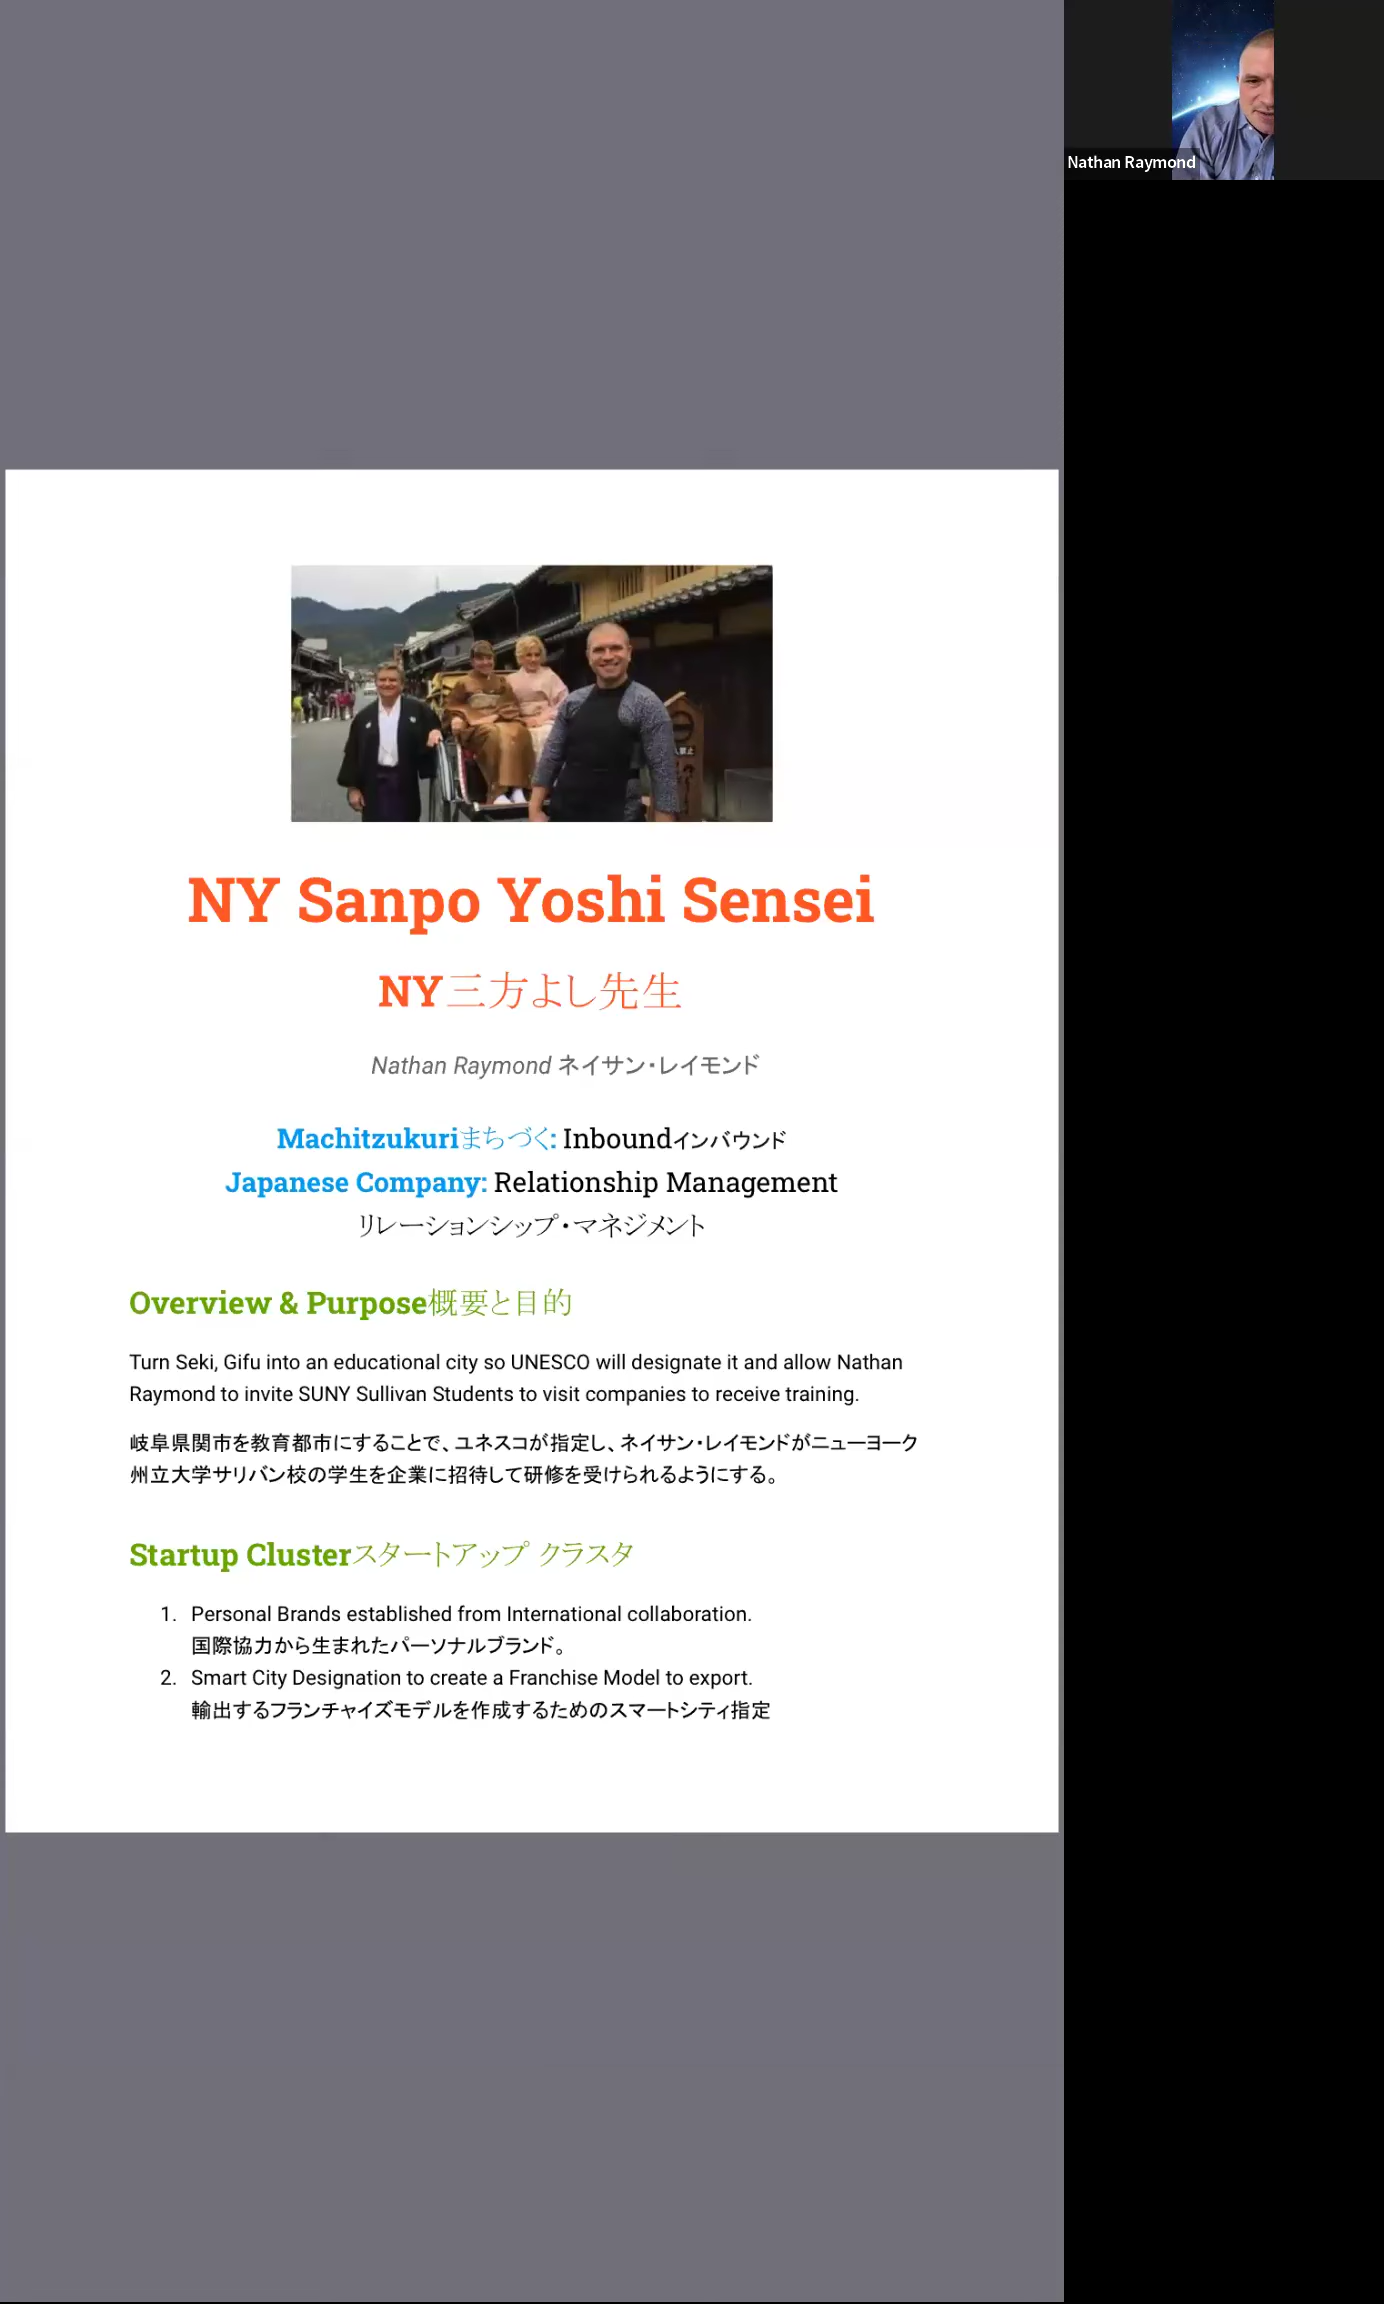 Nathan Raymond
NY Sanpo Yoshi Sensei
NY三方よし先生
Nathan Raymond ネイサン・レイモンド
Machitzukuriまちづく: Inboundインバウンド
Japanese Company: Relationship Management
リレーションシップ・マネジメント
Overview & Purpose概要と目的
Turn Seki, Gifu into an educational city so UNESCO will designate it and allow Nathan
Raymond to invite SUNY Sullivan Students to visit companies to receive training.
岐阜県関市を教育都市にすることで、ユネスコが指定し、ネイサン・レイモンドがニューヨーク
州立大学サリバン校の学生を企業に招待して研修を受けられるようにする。
Startup Clusterスタートアップ クラスタ
1. Personal Brands established from International collaboration.
国際協力から生まれたパーソナルブランド。
2. Smart City Designation to create a Franchise Model to export.
輸出するフランチャイズモデルを作成するためのスマートシティ指定